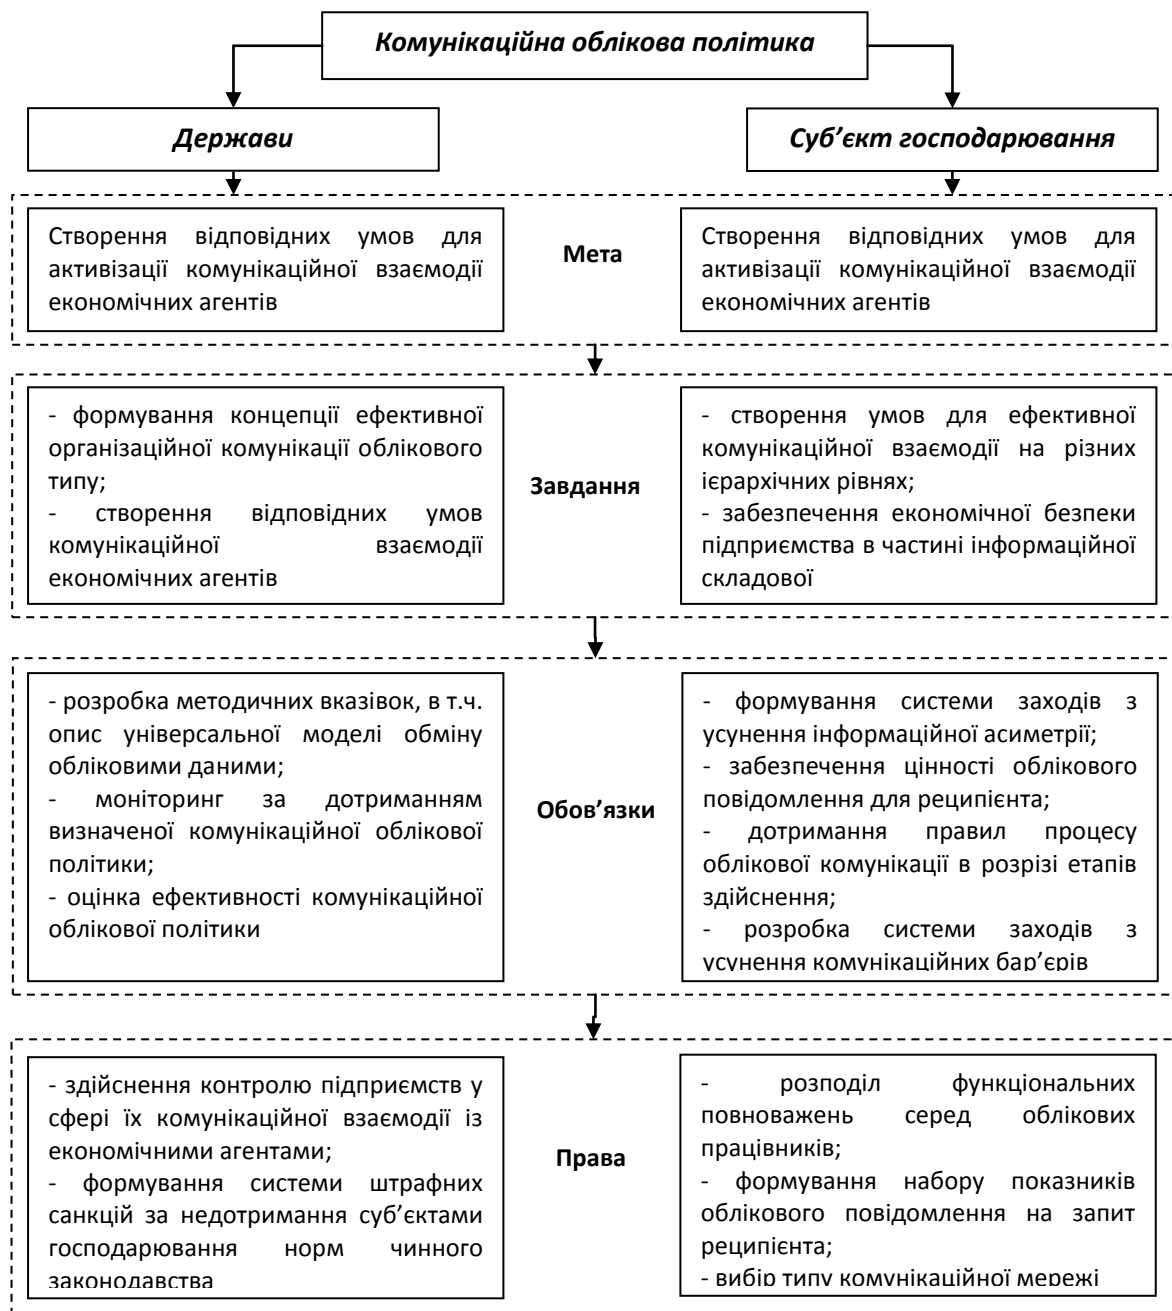 Комунікаційна облікова політика
Держави
Суб’єкт господарювання
Створення відповідних умов для
активізації комунікаційної взаємодії
економічних агентів
Мета
Створення відповідних умов для
активізації комунікаційної взаємодії
економічних агентів
- формування концепції ефективної
організаційної комунікації облікового
типу;
- створення відповідних умов
комунікаційної взаємодії
економічних агентів
Завдання
- створення умов для ефективної
комунікаційної взаємодії на різних
ієрархічних рівнях;
- забезпечення економічної безпеки
підприємства в частині інформаційної
складової
- розробка методичних вказівок, в т.ч.
опис універсальної моделі обміну
обліковими даними;
- моніторинг за дотриманням
визначеної комунікаційної облікової
політики;
- оцінка ефективності комунікаційної
облікової політики
Обов’язки
- формування системи заходів з
усунення інформаційної асиметрії;
- забезпечення цінності облікового
повідомлення для реципієнта;
- дотримання правил процесу
облікової комунікації в розрізі етапів
здійснення;
- розробка системи заходів з
усунення комунікаційних бар’єрів
- здійснення контролю підприємств у
сфері їх комунікаційної взаємодії із
економічними агентами;
- формування системи штрафних
санкцій за недотримання суб’єктами
господарювання норм чинного
законодавства
Права
- розподіл функціональних
повноважень серед облікових
працівників;
- формування набору показників
облікового повідомлення на запит
реципієнта;
- вибір типу комунікаційної мережі